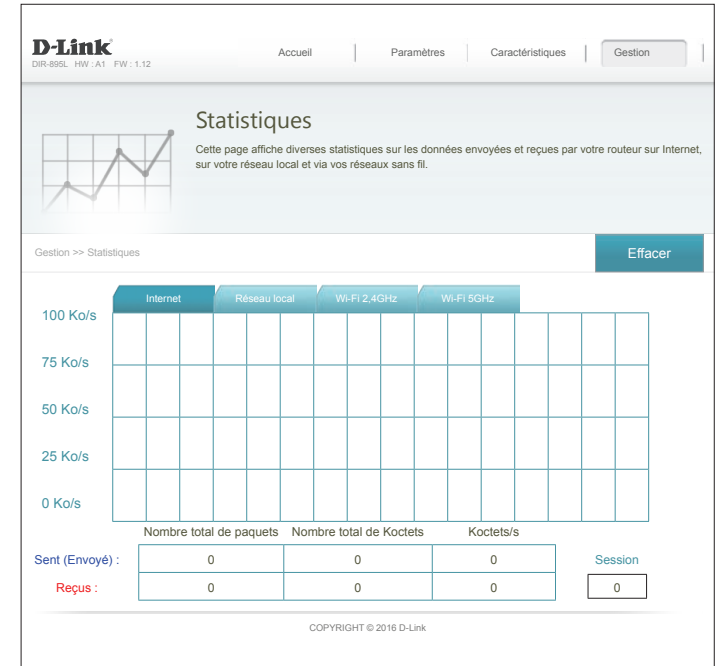 D-Link
DIR-895L HW : A1 FW : 1.12
Accueil
Paramètres
Caractéristiques
Gestion
Statistiques
Cette page affiche diverses statistiques sur les données envoyées et reçues par votre routeur sur Internet,
sur votre réseau local et via vos réseaux sans fil.
Gestion >> Statistiques
Effacer
Internet
Réseau local
Wi-Fi 2,4GHz
Wi-Fi 5GHz
100 Ko/s
75 Ko/s
50 Ko/s
25 Ko/s
0 Ko/s
Nombre total de paquets Nombre total de Koctets Koctets/s
Sent (Envoyé) : 0 0 0
Session
Reçus : 0 0 0
0
COPYRIGHT © 2016 D-Link